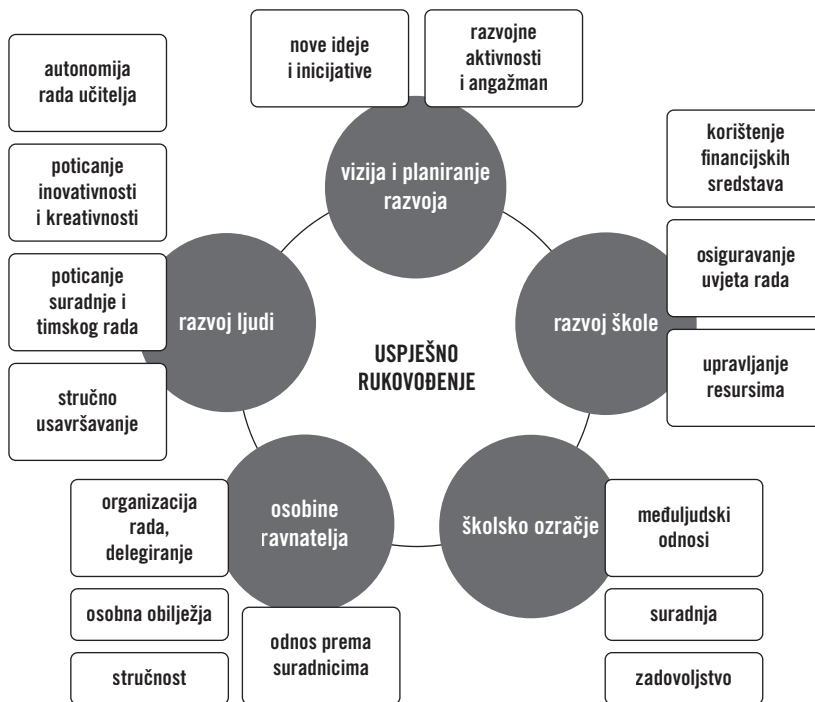 nove ideje
i inicijative
razvojne
aktivnosti
i angažman
vizija i planiranje
razvoja
autonomija
rada učitelja
poticanje
inovativnosti
i kreativnosti
poticanje
suradnje i
timskog rada
stručno
usavršavanje
razvoj ljudi
USPJEŠNO
RUKOVOĐENJE
korištenje
financijskih
sredstava
osiguravanje
uvjeta rada
upravljanje
resursima
razvoj škole
organizacija
rada,
delegiranje
osobna obilježja
stručnost
odnos prema
suradnicima
osobine
ravnatelja
školsko ozračje
međuljudski
odnosi
suradnja
zadovoljstvo